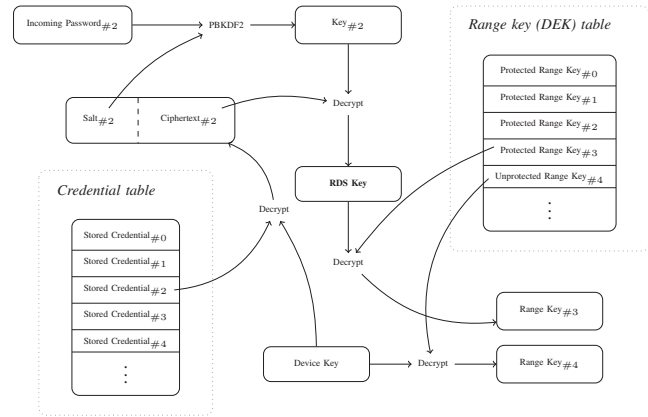 Incoming Password#2
PBKDF2
Key#2
Range key (DEK) table
Protected Range Key#0
Protected Range Key#1
Protected Range Key#2
Protected Range Key#3
Unprotected Range Key#4
Salt#2
Ciphertext#2
Decrypt
RDS Key
Credential table
Decrypt
Stored Credential#0
Stored Credential#1
Stored Credential#2
Stored Credential#3
Stored Credential#4
Decrypt
Range Key#3
Device Key
Decrypt
Range Key#4